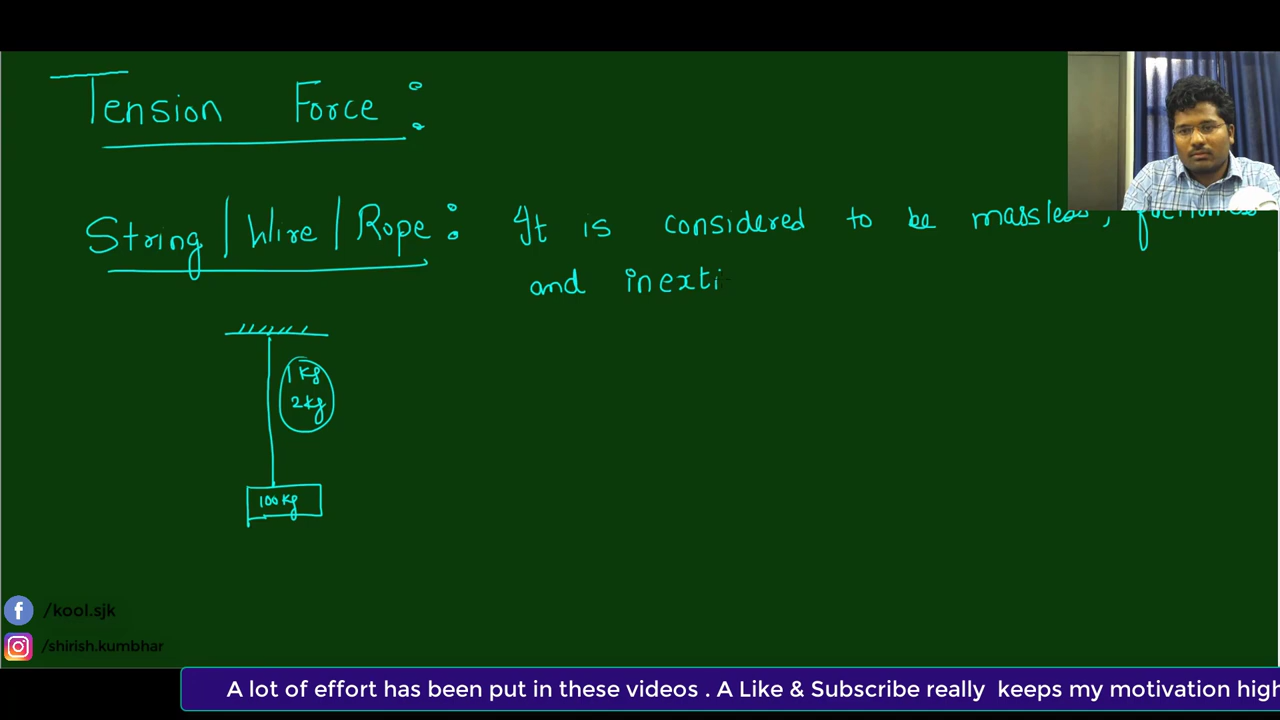 Tension Force :
String / Wire / Rope : It is considered to be massless,
and inexti
1 kg
2 kg
100 kg
/kool.sjk
/shirish.kumbhar
A lot of effort has been put in these videos . A Like & Subscribe really keeps my motivation high